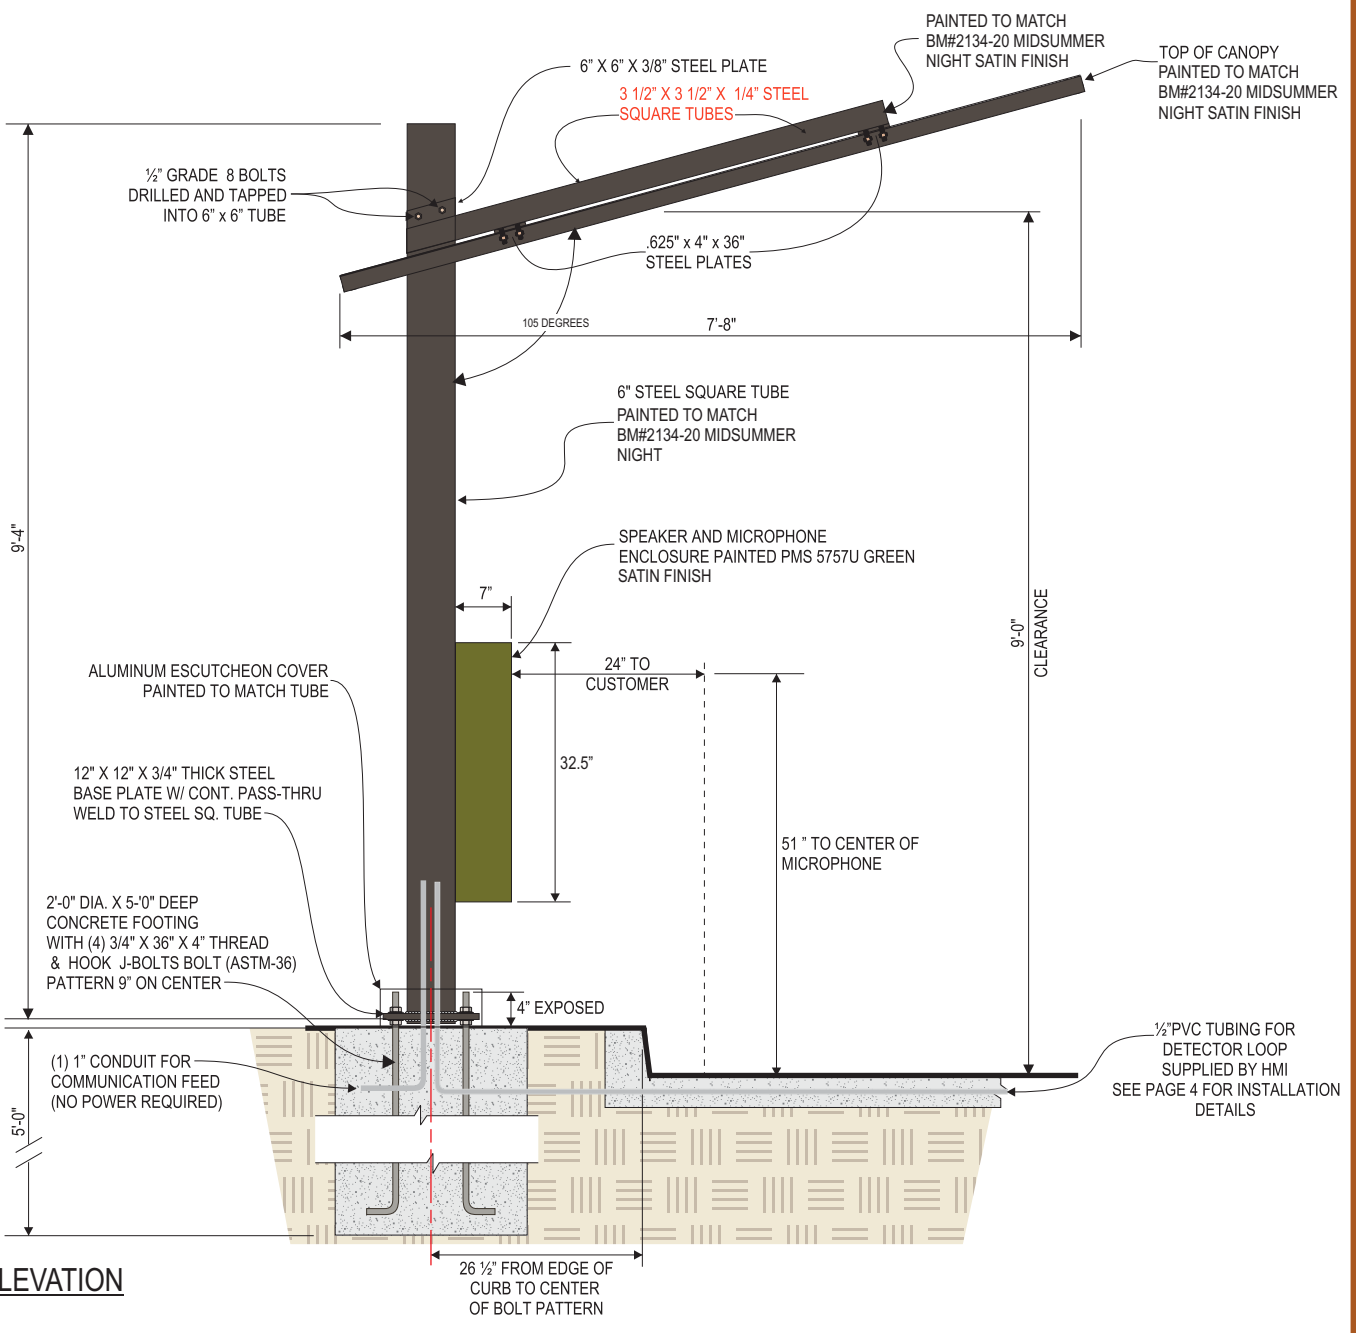 PAINTED TO MATCH
BM#2134-20 MIDSUMMER
NIGHT SATIN FINISH
TOP OF CANOPY
PAINTED TO MATCH
BM#2134-20 MIDSUMMER
NIGHT SATIN FINISH
6” X 6” X 3/8” STEEL PLATE
3 1/2” X 3 1/2” X 1/4” STEEL
SQUARE TUBES
½” GRADE 8 BOLTS
DRILLED AND TAPPED
INTO 6” x 6” TUBE
.625" x 4" x 36"
STEEL PLATES
105 DEGREES
7'-8"
6" STEEL SQUARE TUBE
PAINTED TO MATCH
BM#2134-20 MIDSUMMER
NIGHT
9'-4"
SPEAKER AND MICROPHONE
ENCLOSURE PAINTED PMS 5757U GREEN
SATIN FINISH
7”
9'-0"
CLEARANCE
24” TO
CUSTOMER
ALUMINUM ESCUTCHEON COVER
PAINTED TO MATCH TUBE
32.5”
12" X 12" X 3/4" THICK STEEL
BASE PLATE W/ CONT. PASS-THRU
WELD TO STEEL SQ. TUBE
51 ” TO CENTER OF
MICROPHONE
2'-0" DIA. X 5-'0" DEEP
CONCRETE FOOTING
WITH (4) 3/4" X 36" X 4” THREAD
& HOOK J-BOLTS BOLT (ASTM-36)
PATTERN 9” ON CENTER
4” EXPOSED
(1) 1” CONDUIT FOR
COMMUNICATION FEED
(NO POWER REQUIRED)
½”PVC TUBING FOR
DETECTOR LOOP
SUPPLIED BY HMI
SEE PAGE 4 FOR INSTALLATION
DETAILS
5'-0"
26 ½” FROM EDGE OF
CURB TO CENTER
OF BOLT PATTERN
LEVATION